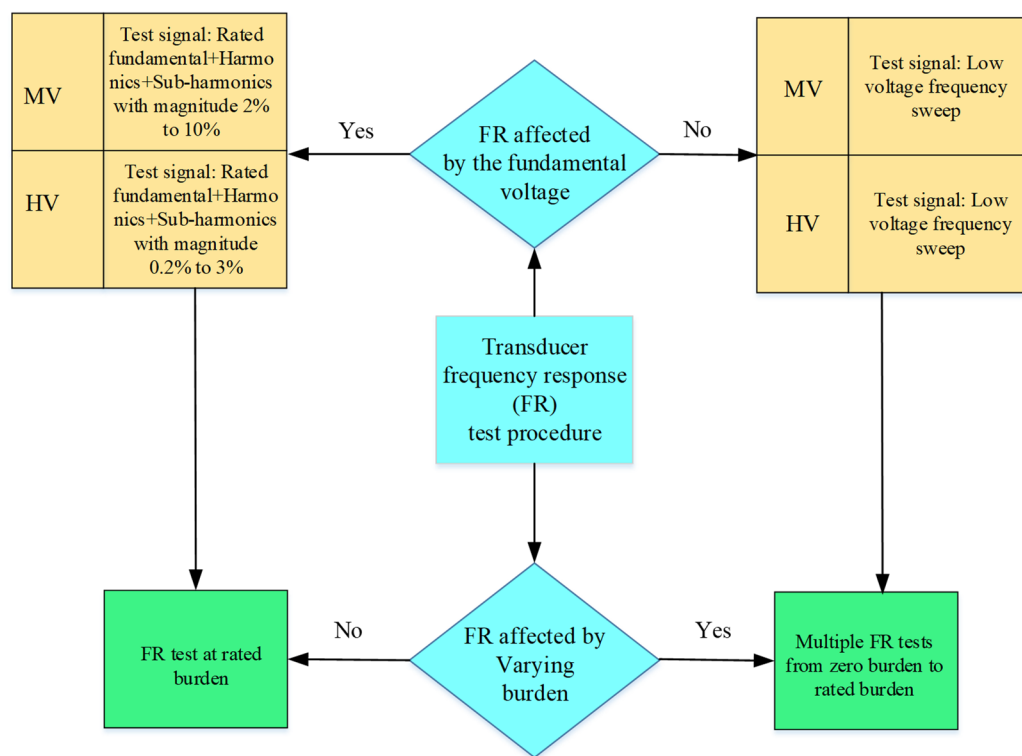 MV
Test signal: Rated
fundamental+Harmo
nics+Sub-harmonics
with magnitude 2%
to 10%
HV
Test signal: Rated
fundamental+Harmo
nics+Sub-harmonics
with magnitude
0.2% to 3%
Yes
FR affected
by the fundamental
voltage
No
MV
Test signal: Low
voltage frequency
sweep
HV
Test signal: Low
voltage frequency
sweep
Transducer
frequency response
(FR)
test procedure
FR test at rated
burden
No
FR affected by
Varying
burden
Yes
Multiple FR tests
from zero burden to
rated burden